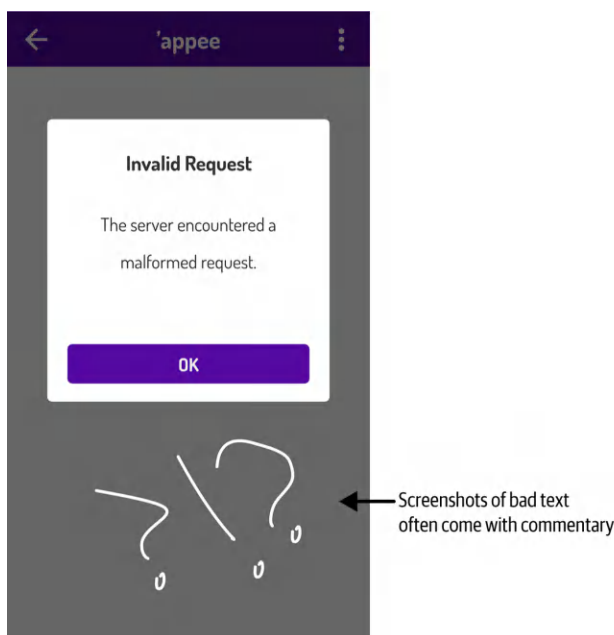 'appee
Invalid Request
The server encountered a
malformed request.
OK
?!?
Screenshots of bad text
often come with commentary